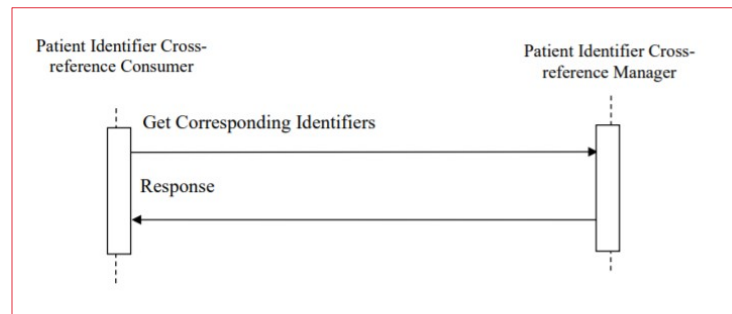 Patient Identifier Cross-
reference Consumer
Patient Identifier Cross-
reference Manager
Get Corresponding Identifiers
Response